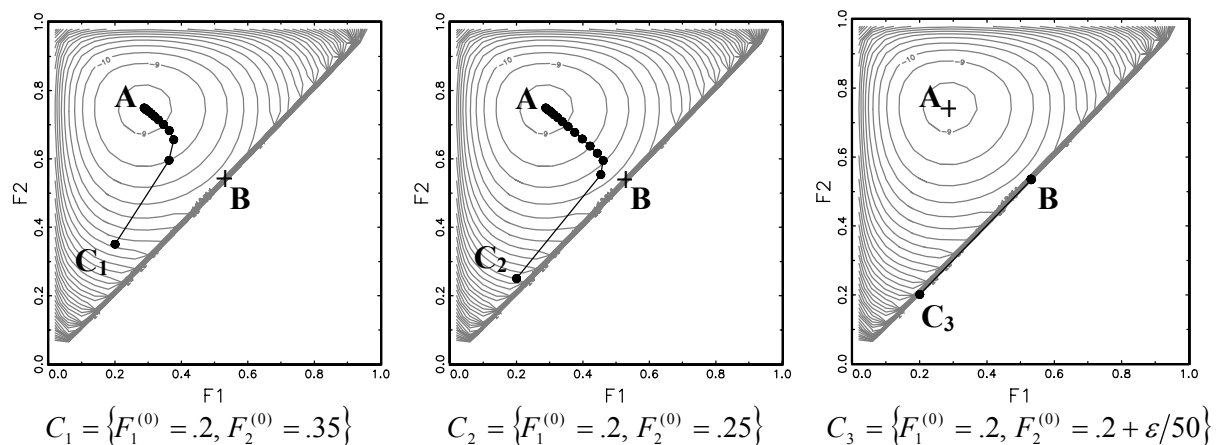 F2
1.0
0.8
0.6
0.4
0.2
0.0
-10
-9
-9
A
B
C₁
0.0 0.2 0.4 0.6 0.8 1.0
F1
C₁ = {F₁⁽⁰⁾ = .2, F₂⁽⁰⁾ = .35}
F2
1.0
0.8
0.6
0.4
0.2
0.0
-10
-9
-9
A
B
C₂
0.0 0.2 0.4 0.6 0.8 1.0
F1
C₂ = {F₁⁽⁰⁾ = .2, F₂⁽⁰⁾ = .25}
F2
1.0
0.8
0.6
0.4
0.2
0.0
-10
-9
-9
A
B
C₃
0.0 0.2 0.4 0.6 0.8 1.0
F1
C₃ = {F₁⁽⁰⁾ = .2, F₂⁽⁰⁾ = .2 + ε/50}